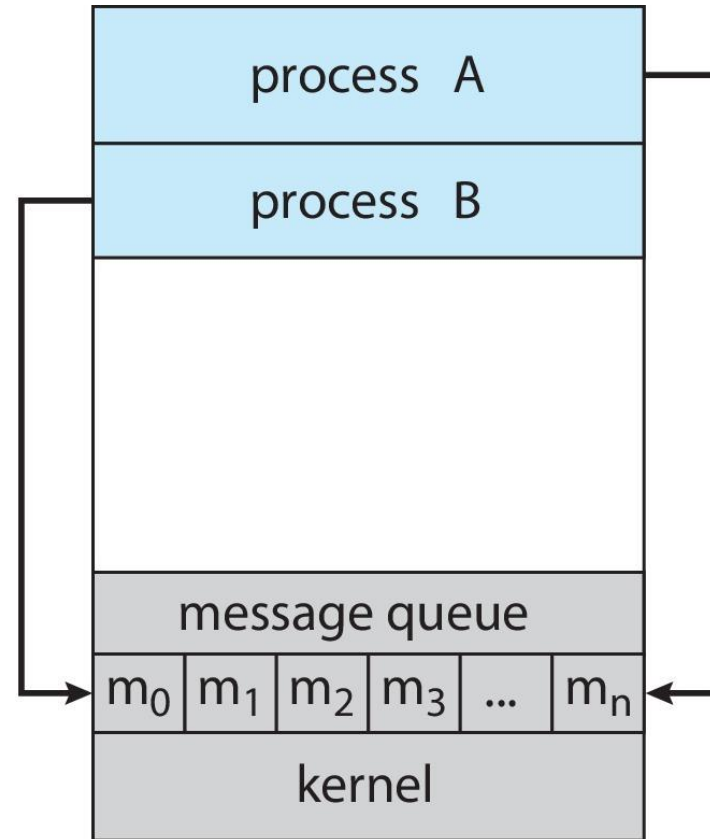 process A
process B
message queue
m₀ m₁ m₂ m₃ ... mₙ
kernel